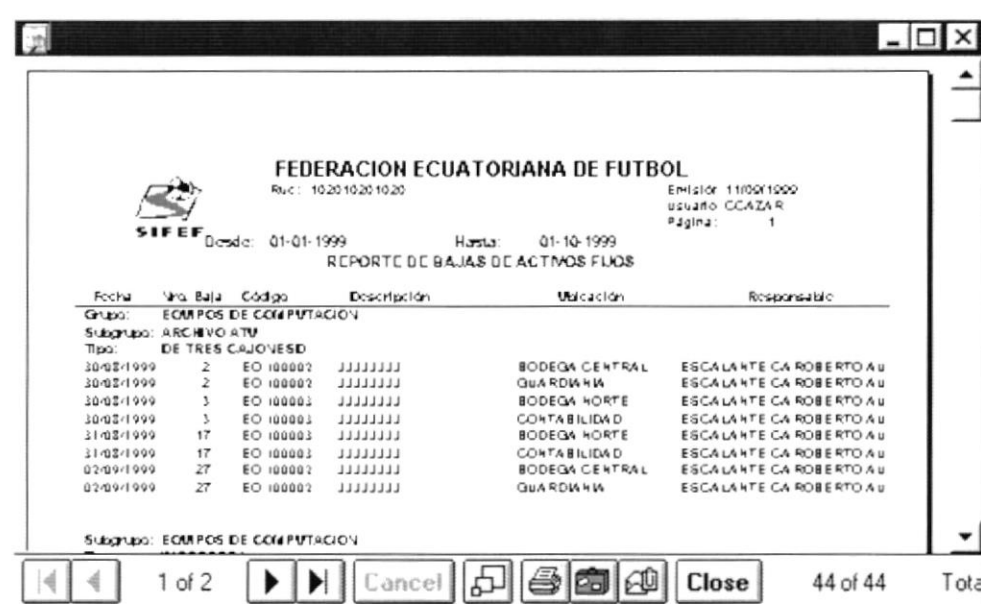 FEDERACION ECUATORIANA DE FUTBOL
Ruc: 102010201020
Emisión 11/09/1999
usuario CCAZAR
Página: 1
SIFEF
Desde: 01-01-1999 Hasta: 01-10-1999
REPORTE DE BAJAS DE ACTIVOS FIJOS
Fecha Nro. Baja Código Descripción Ubicación Responsable
Grupo: EQUIPOS DE COMPUTACION
Subgrupo: ARCHIVO ATU
Tipo: DE TRES CAJONESD
30/08/1999 2 EO 100002 JJJJJJJJ BODEGA CENTRAL ESCALANTE CA ROBERTO AU
30/08/1999 2 EO 100002 JJJJJJJJ GUARDIANIA ESCALANTE CA ROBERTO AU
30/08/1999 3 EO 100003 JJJJJJJJ BODEGA NORTE ESCALANTE CA ROBERTO AU
30/08/1999 3 EO 100003 JJJJJJJJ CONTABILIDAD ESCALANTE CA ROBERTO AU
31/08/1999 17 EO 100003 JJJJJJJJ BODEGA NORTE ESCALANTE CA ROBERTO AU
31/08/1999 17 EO 100003 JJJJJJJJ CONTABILIDAD ESCALANTE CA ROBERTO AU
02/09/1999 27 EO 100002 JJJJJJJJ BODEGA CENTRAL ESCALANTE CA ROBERTO AU
02/09/1999 27 EO 100002 JJJJJJJJ GUARDIANIA ESCALANTE CA ROBERTO AU
Subgrupo: EQUIPOS DE COMPUTACION
1 of 2 Cancel Close 44 of 44 Tota